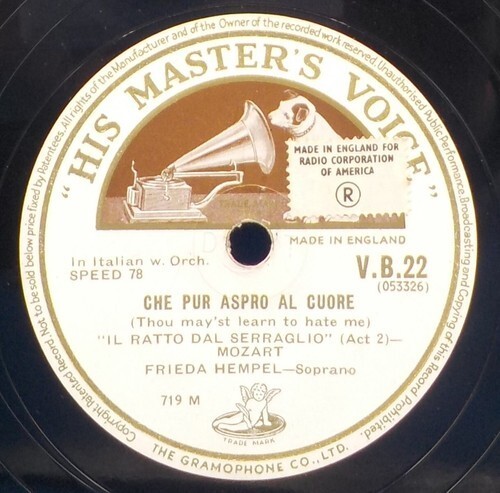 All rights of the Manufacturer and of the Owner of the recorded work reserved. Unauthorised Public Performance, Broadcasting and Copying of this Record Prohibited.
Copyright Patented Record. Not to be sold below price fixed by Patentees.
"HIS MASTER'S VOICE"
MADE IN ENGLAND FOR
RADIO CORPORATION
OF AMERICA
R
TRADE MA
MADE IN ENGLAND
In Italian w. Orch.
SPEED 78
V.B.22
(053326)
CHE PUR ASPRO AL CUORE
(Thou may'st learn to hate me)
"IL RATTO DAL SERRAGLIO" (Act 2)—
MOZART
FRIEDA HEMPEL—Soprano
719 M
TRADE MARK
THE GRAMOPHONE CO., LTD.